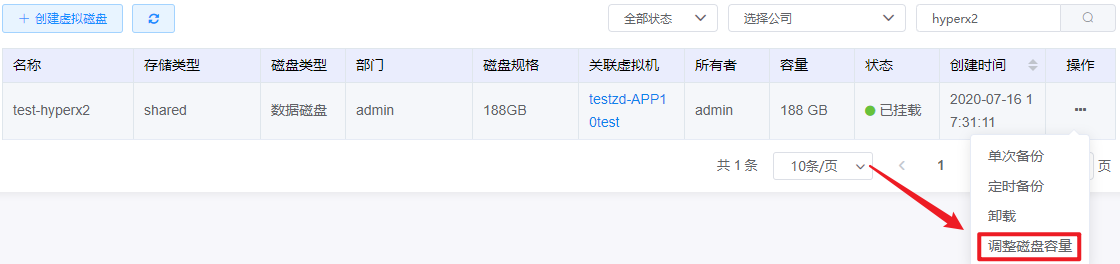 + 创建虚拟磁盘
全部状态
选择公司
hyperx2
名称 存储类型 磁盘类型 部门 磁盘规格 关联虚拟机 所有者 容量 状态 创建时间 操作
test-hyperx2 shared 数据磁盘 admin 188GB testzd-APP1 admin 188 GB 已挂载 2020-07-16 1 •••
0test 7:31:11
共 1 条 10条/页 < 1 页
单次备份
定时备份
卸载
调整磁盘容量